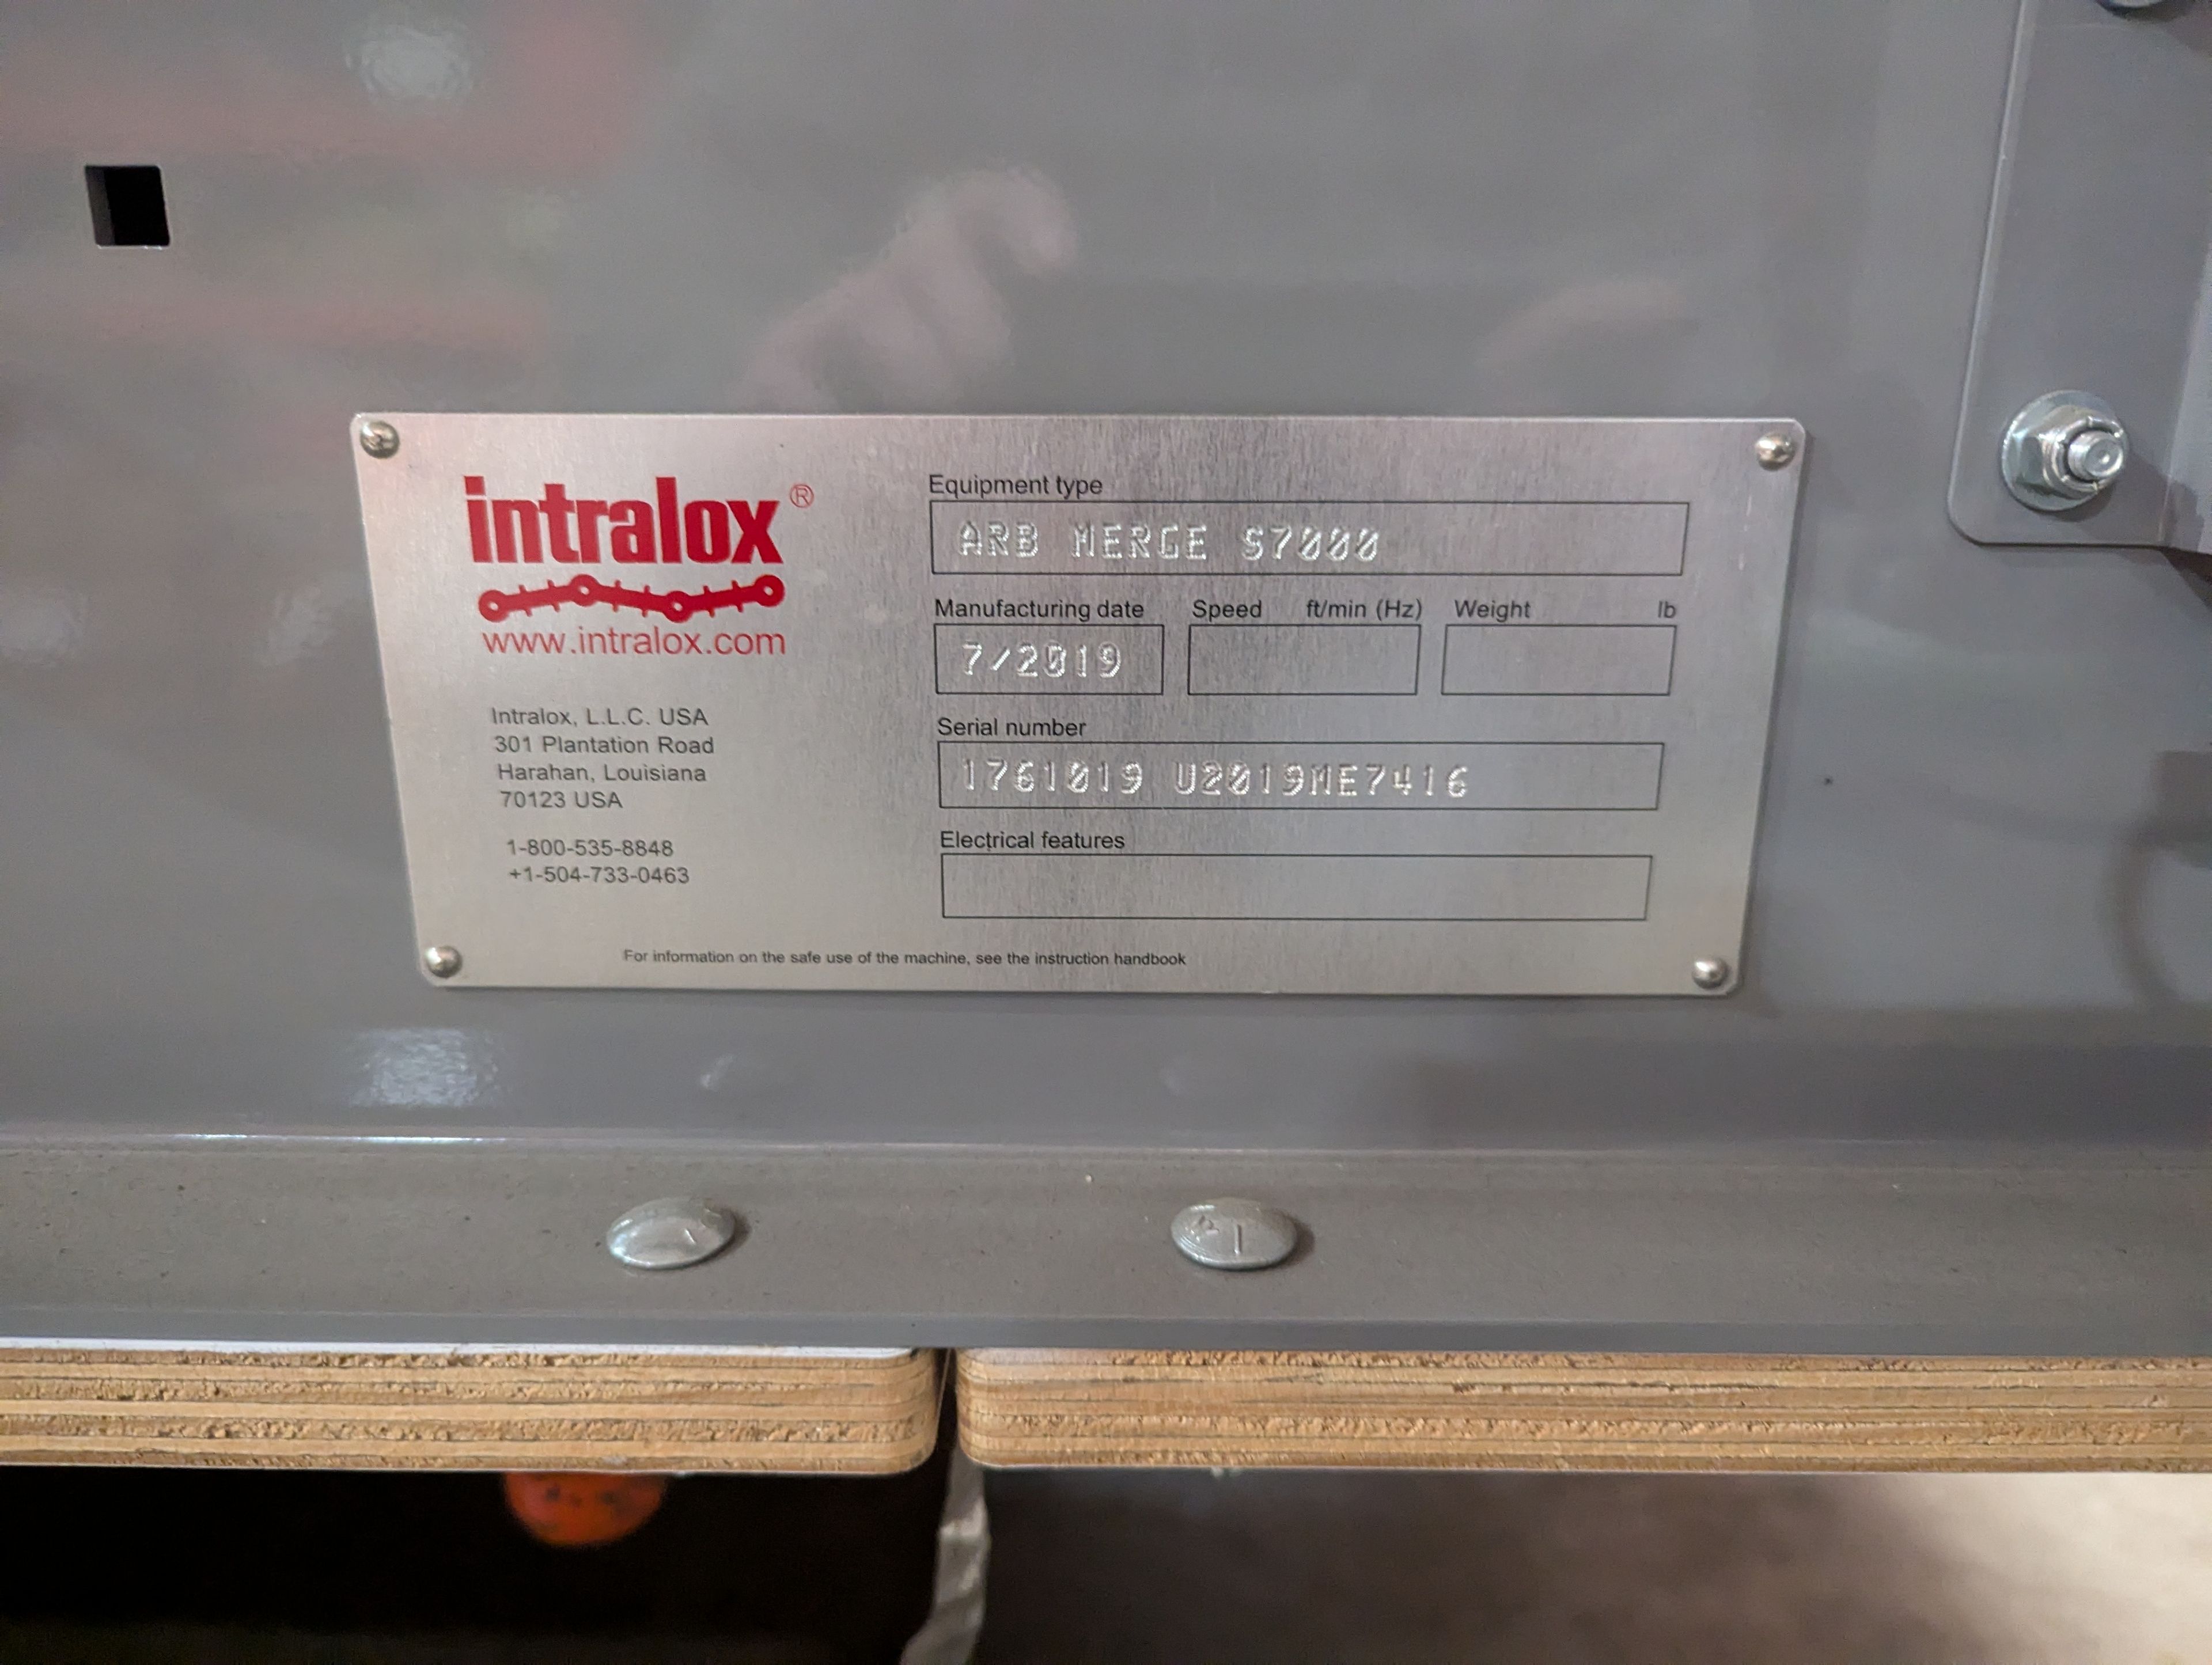 intralox®
www.intralox.com
Intralox, L.L.C. USA
301 Plantation Road
Harahan, Louisiana
70123 USA
1-800-535-8848
+1-504-733-0463
Equipment type
ARB MERGE S7000
Manufacturing date
7/2019
Speed ft/min (Hz)
Weight lb
Serial number
1761019 U2019ME7416
Electrical features
For information on the safe use of the machine, see the instruction handbook